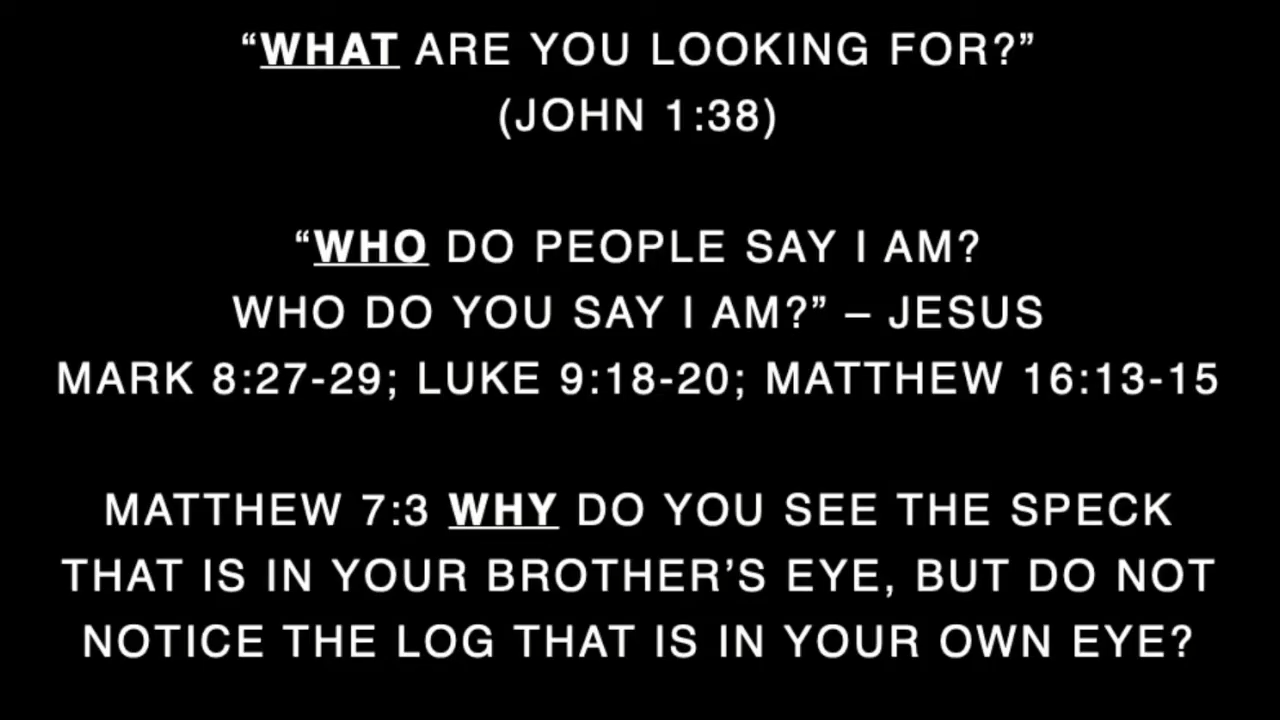 “WHAT ARE YOU LOOKING FOR?”
(JOHN 1:38)
“WHO DO PEOPLE SAY I AM?
WHO DO YOU SAY I AM?” – JESUS
MARK 8:27-29; LUKE 9:18-20; MATTHEW 16:13-15
MATTHEW 7:3 WHY DO YOU SEE THE SPECK
THAT IS IN YOUR BROTHER’S EYE, BUT DO NOT
NOTICE THE LOG THAT IS IN YOUR OWN EYE?